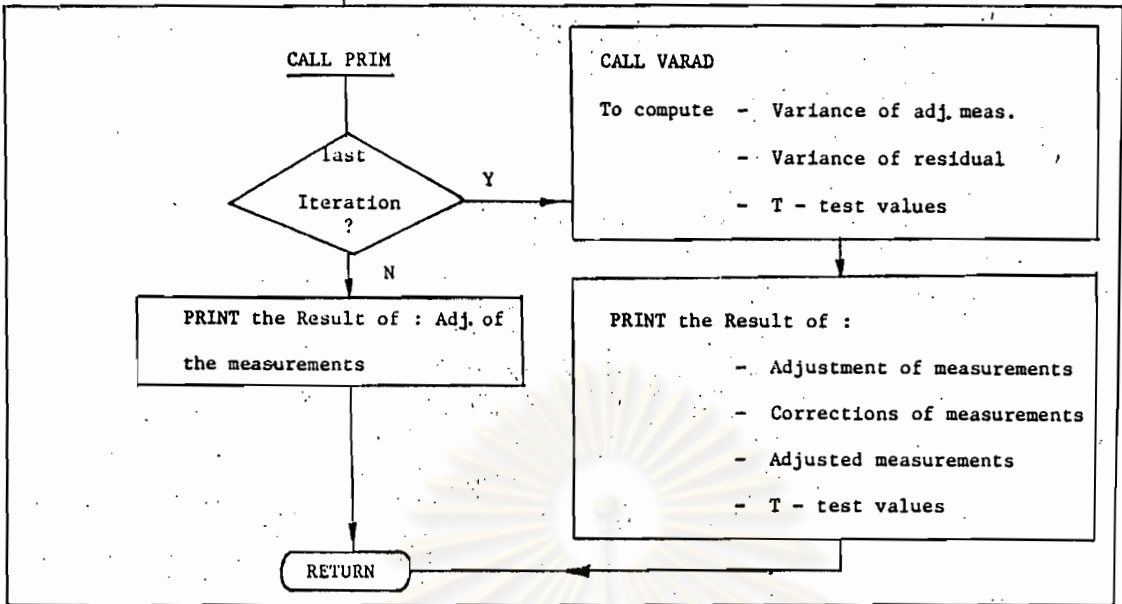 CALL PRIM
last
Iteration
?
Y
N
PRINT the Result of : Adj. of
the measurements
CALL VARAD
To compute - Variance of adj. meas.
- Variance of residual
- T - test values
PRINT the Result of :
- Adjustment of measurements
- Corrections of measurements
- Adjusted measurements
- T - test values
RETURN